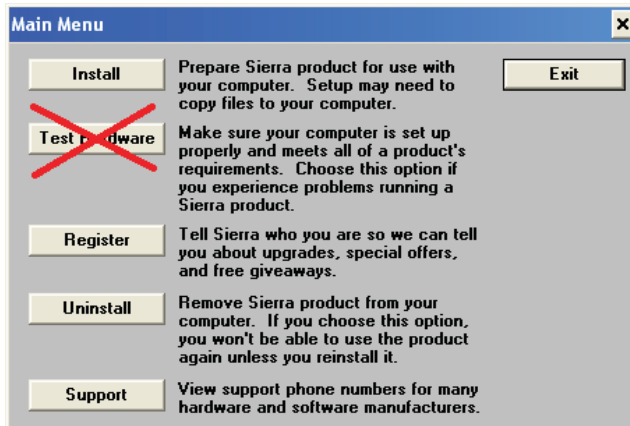 Main Menu
Install
Prepare Sierra product for use with
your computer.  Setup may need to
copy files to your computer.
Exit
Test Hardware
Make sure your computer is set up
properly and meets all of a product's
requirements.  Choose this option if
you experience problems running a
Sierra product.
Register
Tell Sierra who you are so we can tell
you about upgrades, special offers,
and free giveaways.
Uninstall
Remove Sierra product from your
computer.  If you choose this option,
you won't be able to use the product
again unless you reinstall it.
Support
View support phone numbers for many
hardware and software manufacturers.